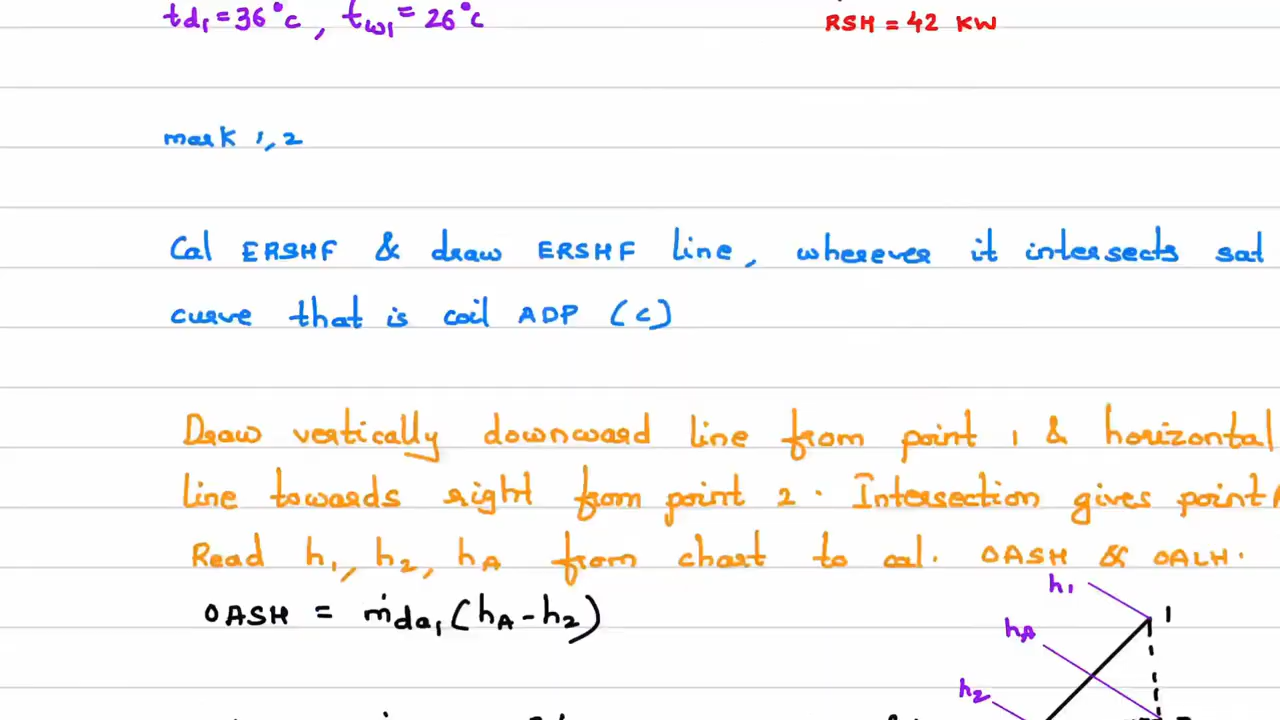 td₁ = 36°C, tw₁ = 26°C
RSH = 42 KW
mark 1, 2
Cal ERSHF & draw ERSHF line, wherever it intersects sat
curve that is coil ADP (C)
Draw vertically downward line from point 1 & horizontal
line towards right from point 2. Intersection gives point
Read h₁, h₂, hA from chart to cal. OASH & OALH.
OASH = ṁda₁ (hA - h₂)
h₁
1
hA
h₂